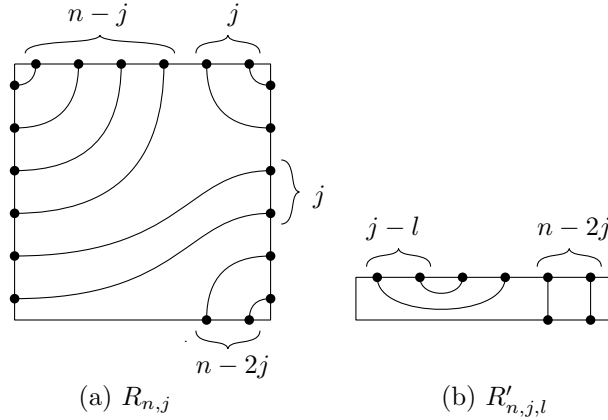 n − j
j
j
n − 2j
j − l
n − 2j
(a) R_{n,j}
(b) R'_{n,j,l}